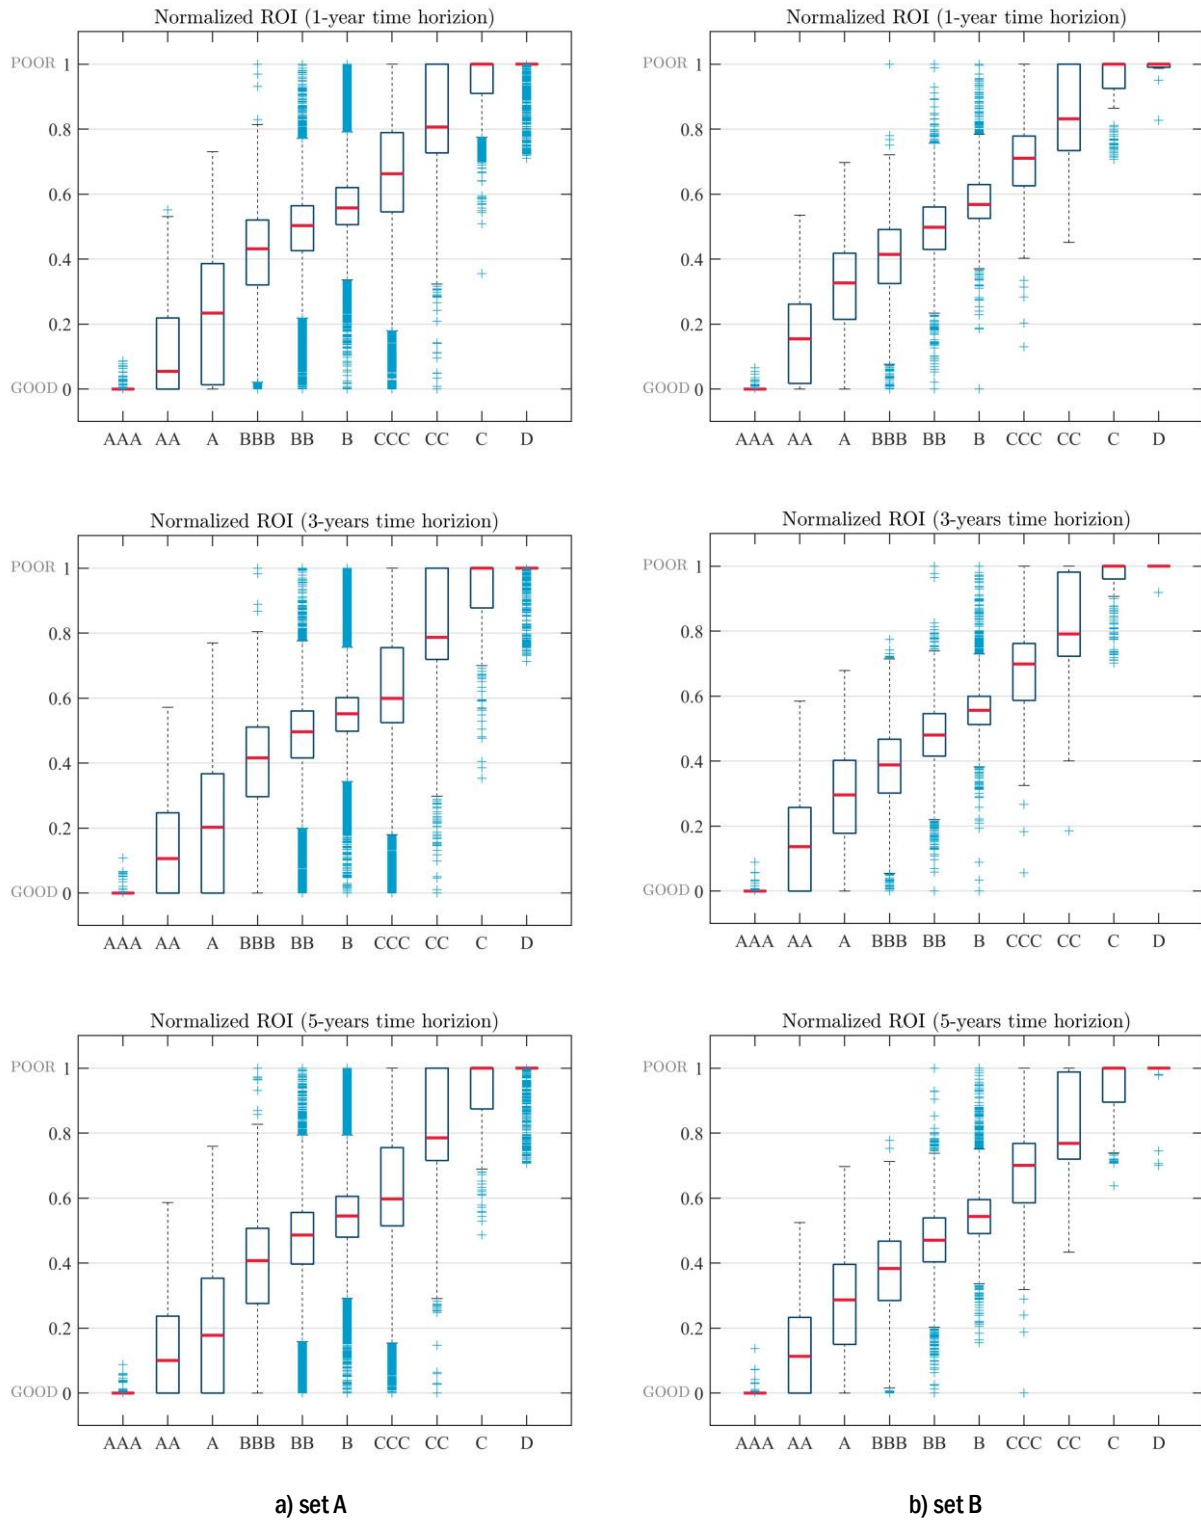 Normalized ROI (1-year time horizion)
POOR 1
0.8
0.6
0.4
0.2
GOOD 0
AAA AA A BBB BB B CCC CC C D
Normalized ROI (1-year time horizion)
POOR 1
0.8
0.6
0.4
0.2
GOOD 0
AAA AA A BBB BB B CCC CC C D
Normalized ROI (3-years time horizion)
POOR 1
0.8
0.6
0.4
0.2
GOOD 0
AAA AA A BBB BB B CCC CC C D
Normalized ROI (3-years time horizion)
POOR 1
0.8
0.6
0.4
0.2
GOOD 0
AAA AA A BBB BB B CCC CC C D
Normalized ROI (5-years time horizion)
POOR 1
0.8
0.6
0.4
0.2
GOOD 0
AAA AA A BBB BB B CCC CC C D
Normalized ROI (5-years time horizion)
POOR 1
0.8
0.6
0.4
0.2
GOOD 0
AAA AA A BBB BB B CCC CC C D
a) set A
b) set B